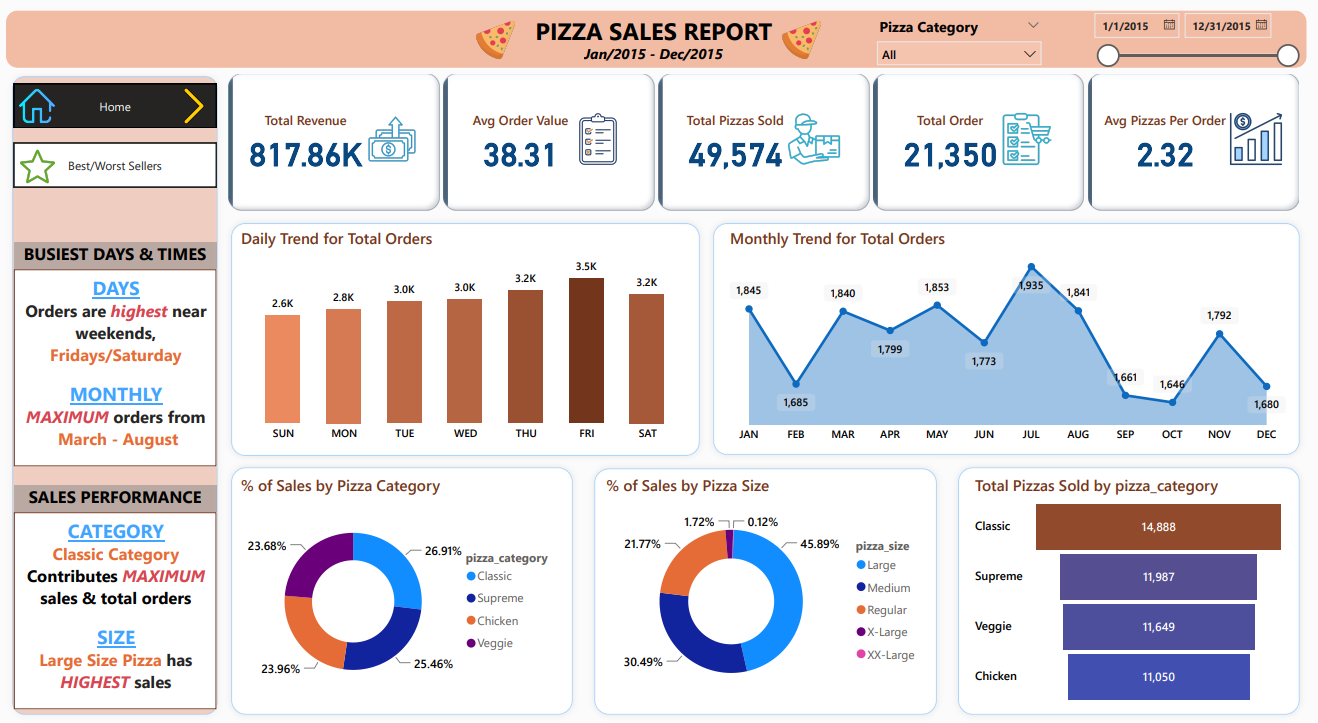 PIZZA SALES REPORT
Jan/2015 - Dec/2015
Pizza Category
All
1/1/2015
12/31/2015
Home
Best/Worst Sellers
BUSIEST DAYS & TIMES
DAYS
Orders are highest near
weekends,
Fridays/Saturday
MONTHLY
MAXIMUM orders from
March - August
SALES PERFORMANCE
CATEGORY
Classic Category
Contributes MAXIMUM
sales & total orders
SIZE
Large Size Pizza has
HIGHEST sales
Total Revenue
817.86K
Avg Order Value
38.31
Total Pizzas Sold
49,574
Total Order
21,350
Avg Pizzas Per Order
2.32
Daily Trend for Total Orders
2.6K
2.8K
3.0K
3.0K
3.2K
3.5K
3.2K
SUN
MON
TUE
WED
THU
FRI
SAT
Monthly Trend for Total Orders
1,845
1,685
1,840
1,799
1,853
1,773
1,935
1,841
1,661
1,646
1,792
1,680
JAN
FEB
MAR
APR
MAY
JUN
JUL
AUG
SEP
OCT
NOV
DEC
% of Sales by Pizza Category
23.68%
26.91%
23.96%
25.46%
pizza_category
Classic
Supreme
Chicken
Veggie
% of Sales by Pizza Size
1.72%
0.12%
21.77%
45.89%
30.49%
pizza_size
Large
Medium
Regular
X-Large
XX-Large
Total Pizzas Sold by pizza_category
Classic
14,888
Supreme
11,987
Veggie
11,649
Chicken
11,050